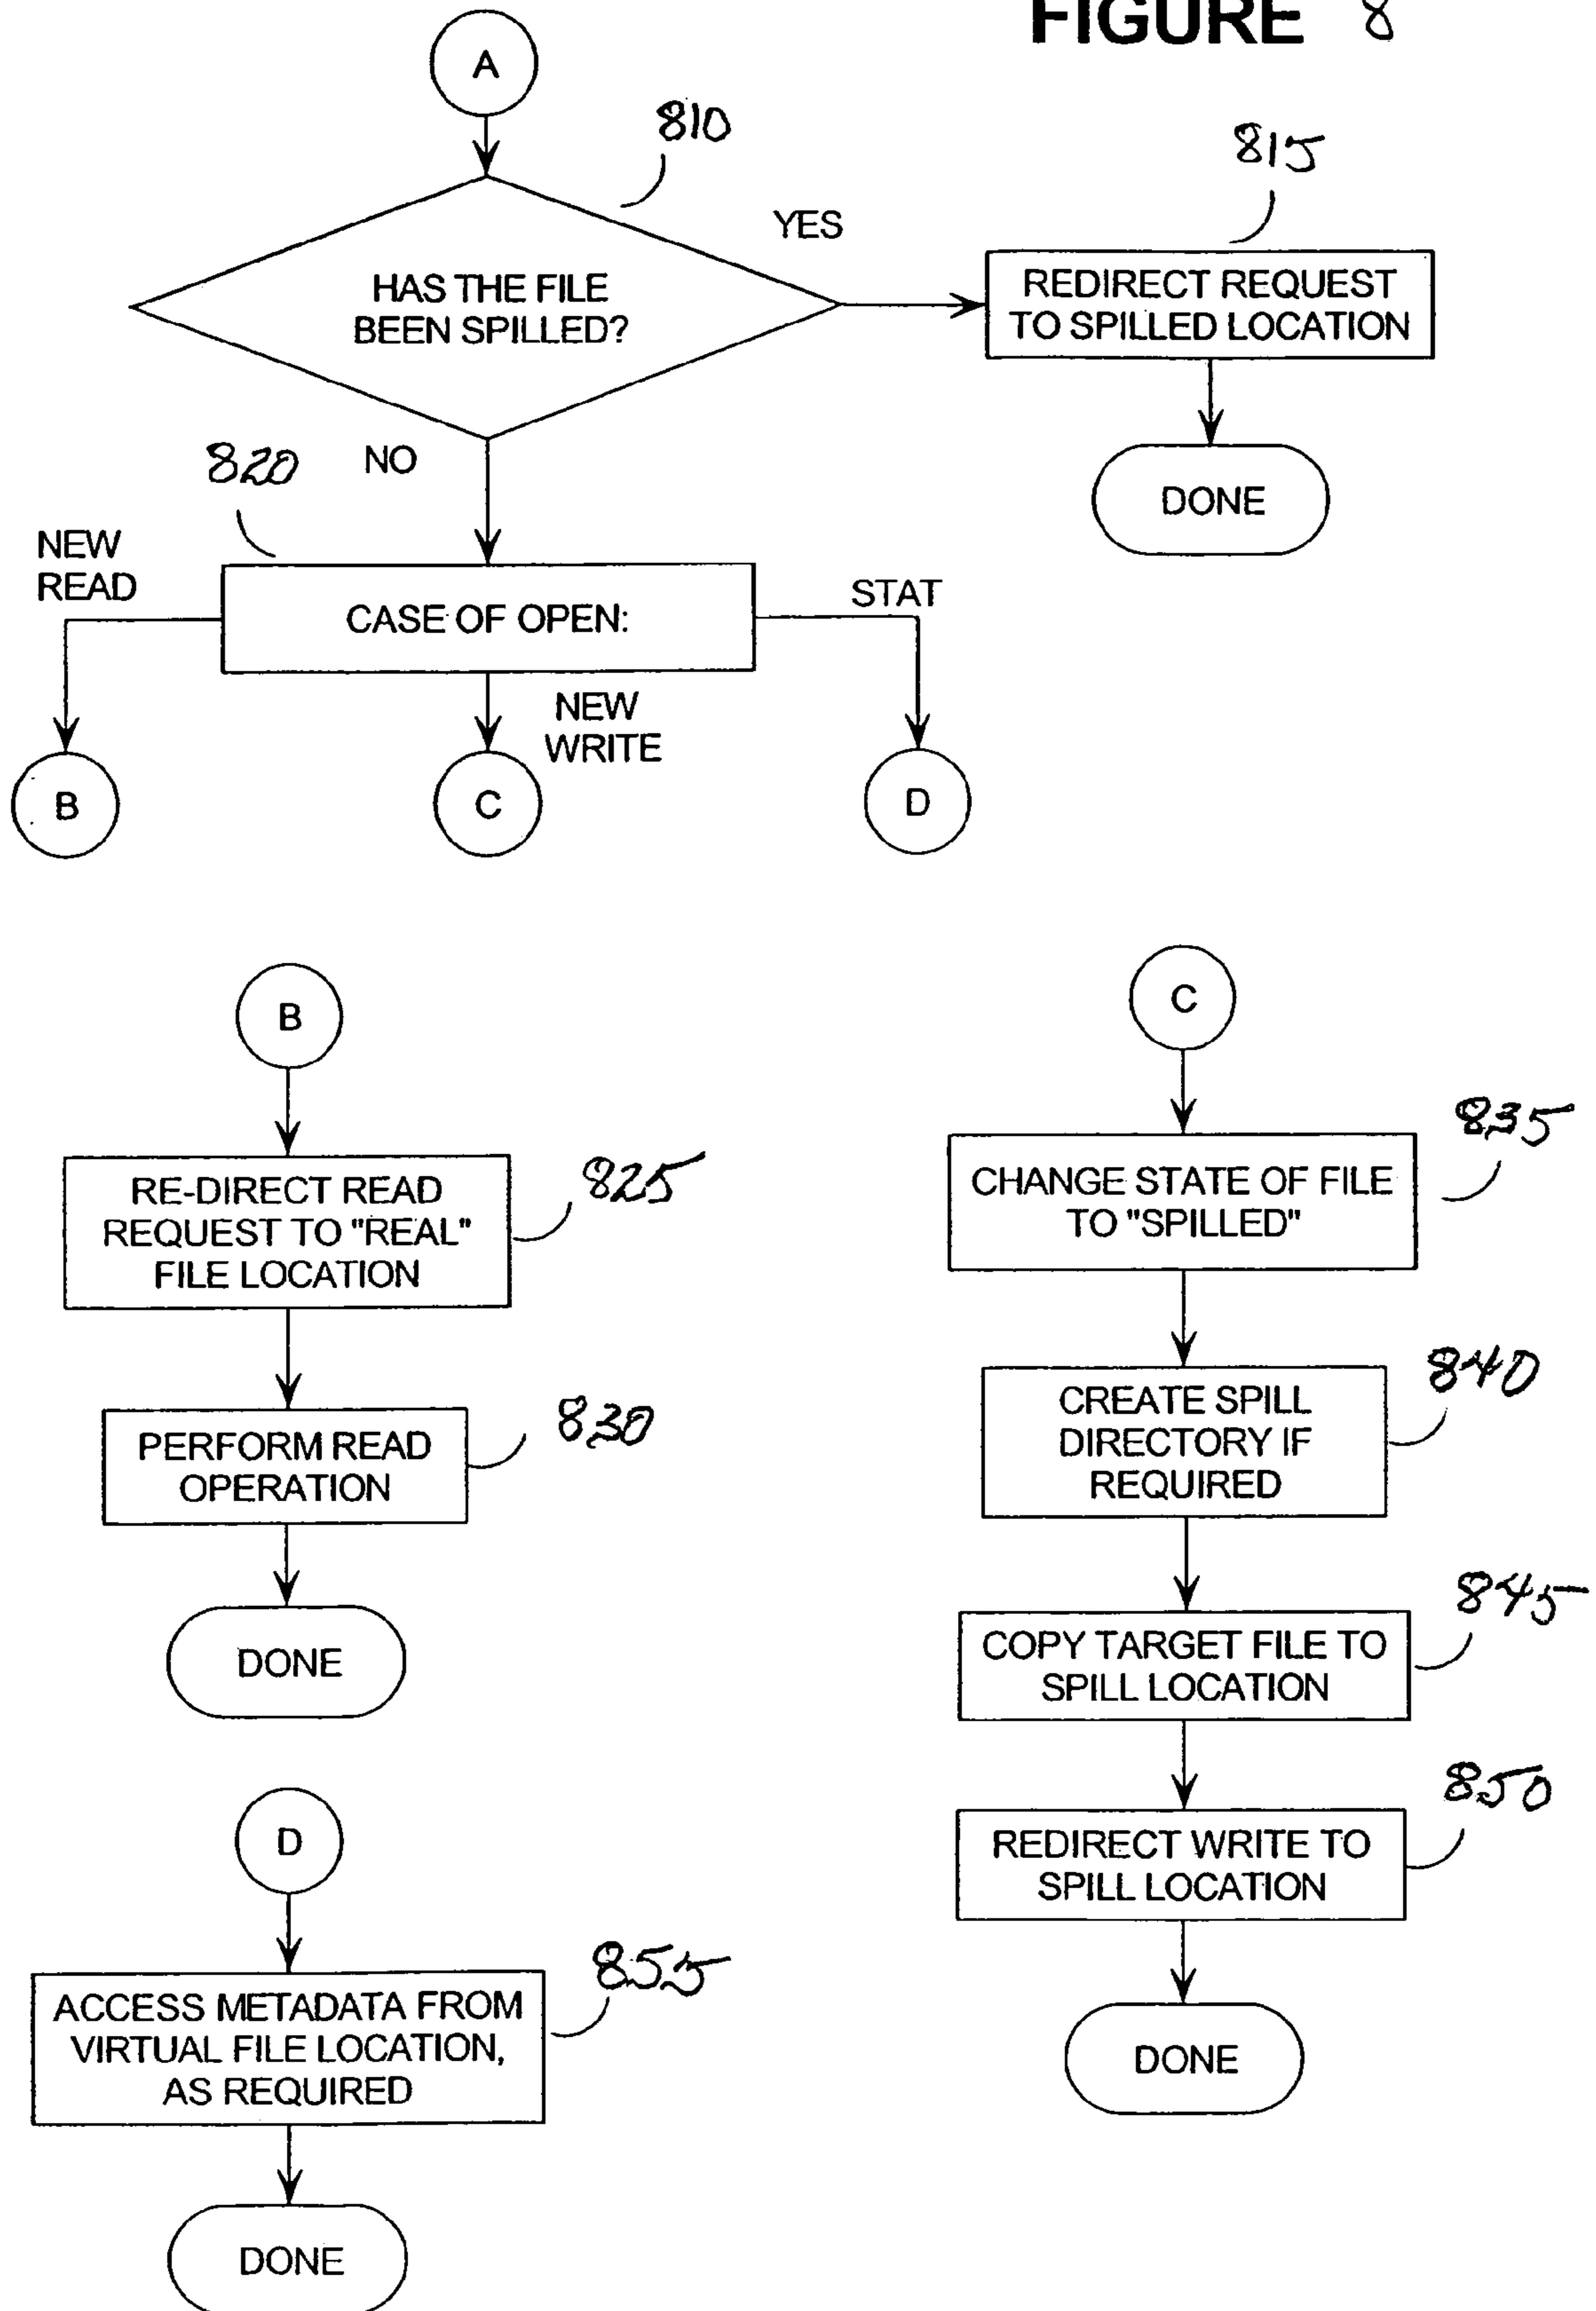 FIGURE 8
A
810
815
YES
HAS THE FILE
BEEN SPILLED?
REDIRECT REQUEST
TO SPILLED LOCATION
820
NO
DONE
NEW
READ
CASE OF OPEN:
STAT
NEW
WRITE
B
C
D
B
825
RE-DIRECT READ
REQUEST TO "REAL"
FILE LOCATION
830
PERFORM READ
OPERATION
DONE
C
835
CHANGE STATE OF FILE
TO "SPILLED"
840
CREATE SPILL
DIRECTORY IF
REQUIRED
845
COPY TARGET FILE TO
SPILL LOCATION
850
REDIRECT WRITE TO
SPILL LOCATION
DONE
D
855
ACCESS METADATA FROM
VIRTUAL FILE LOCATION,
AS REQUIRED
DONE